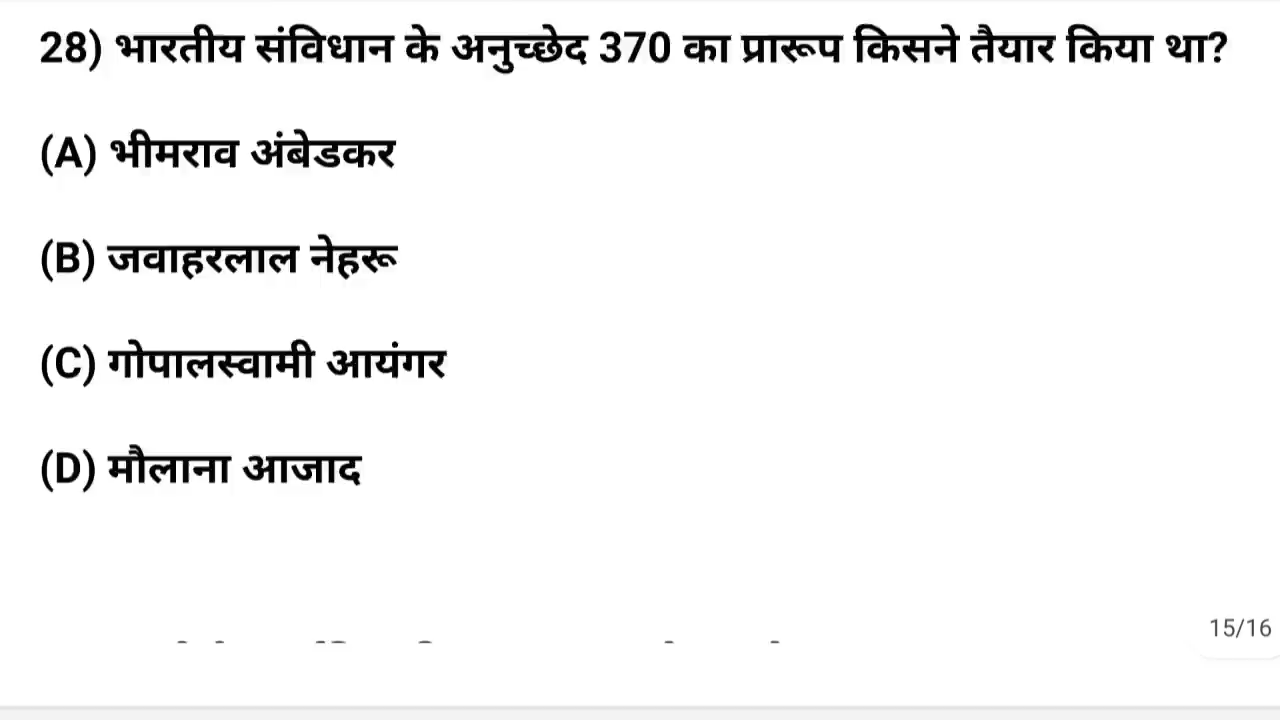 28) भारतीय संविधान के अनुच्छेद 370 का प्रारूप किसने तैयार किया था?
(A) भीमराव अंबेडकर
(B) जवाहरलाल नेहरू
(C) गोपालस्वामी आयंगर
(D) मौलाना आजाद
15/16